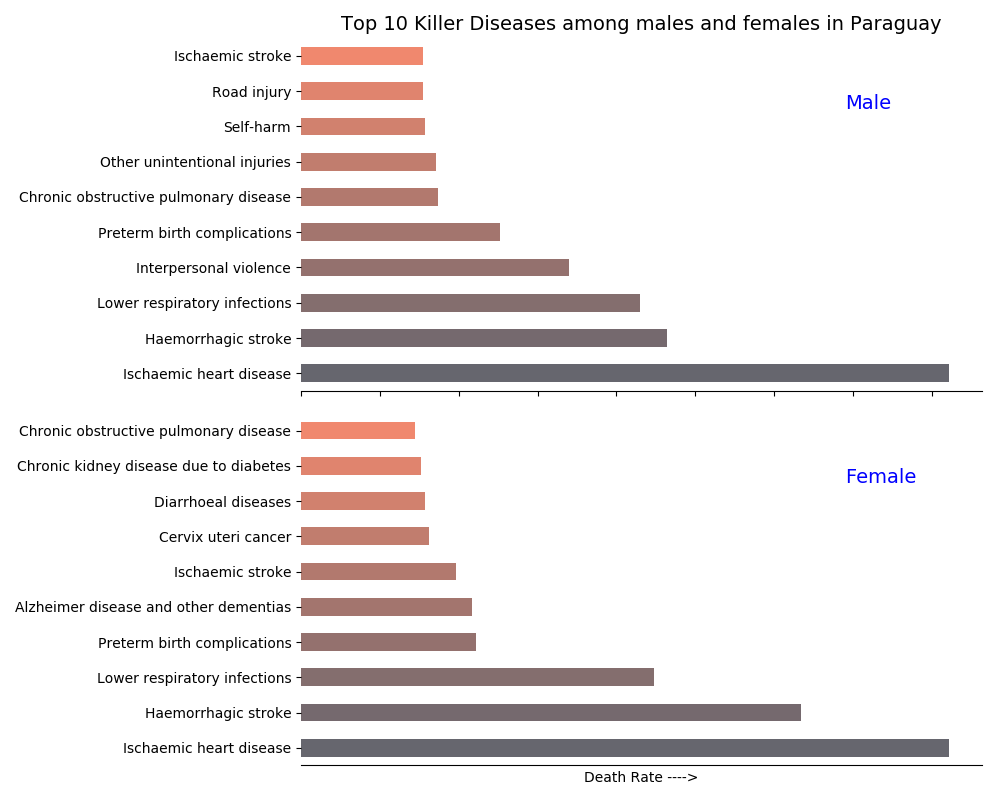 Top 10 Killer Diseases among males and females in Paraguay
Ischaemic stroke
Road injury
Male
Self-harm
Other unintentional injuries
Chronic obstructive pulmonary disease
Preterm birth complications
Interpersonal violence
Lower respiratory infections
Haemorrhagic stroke
Ischaemic heart disease
Chronic obstructive pulmonary disease
Chronic kidney disease due to diabetes
Female
Diarrhoeal diseases
Cervix uteri cancer
Ischaemic stroke
Alzheimer disease and other dementias
Preterm birth complications
Lower respiratory infections
Haemorrhagic stroke
Ischaemic heart disease
Death Rate ---->